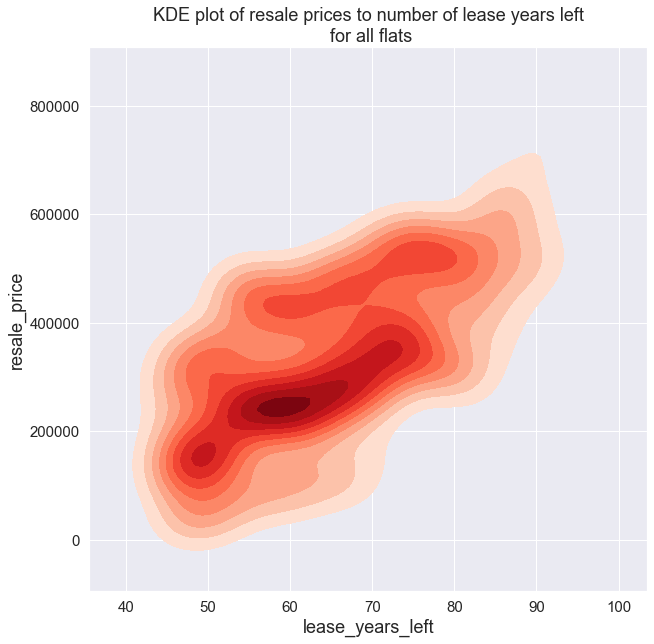 KDE plot of resale prices to number of lease years left
for all flats
resale_price
800000
600000
400000
200000
0
40 50 60 70 80 90 100
lease_years_left